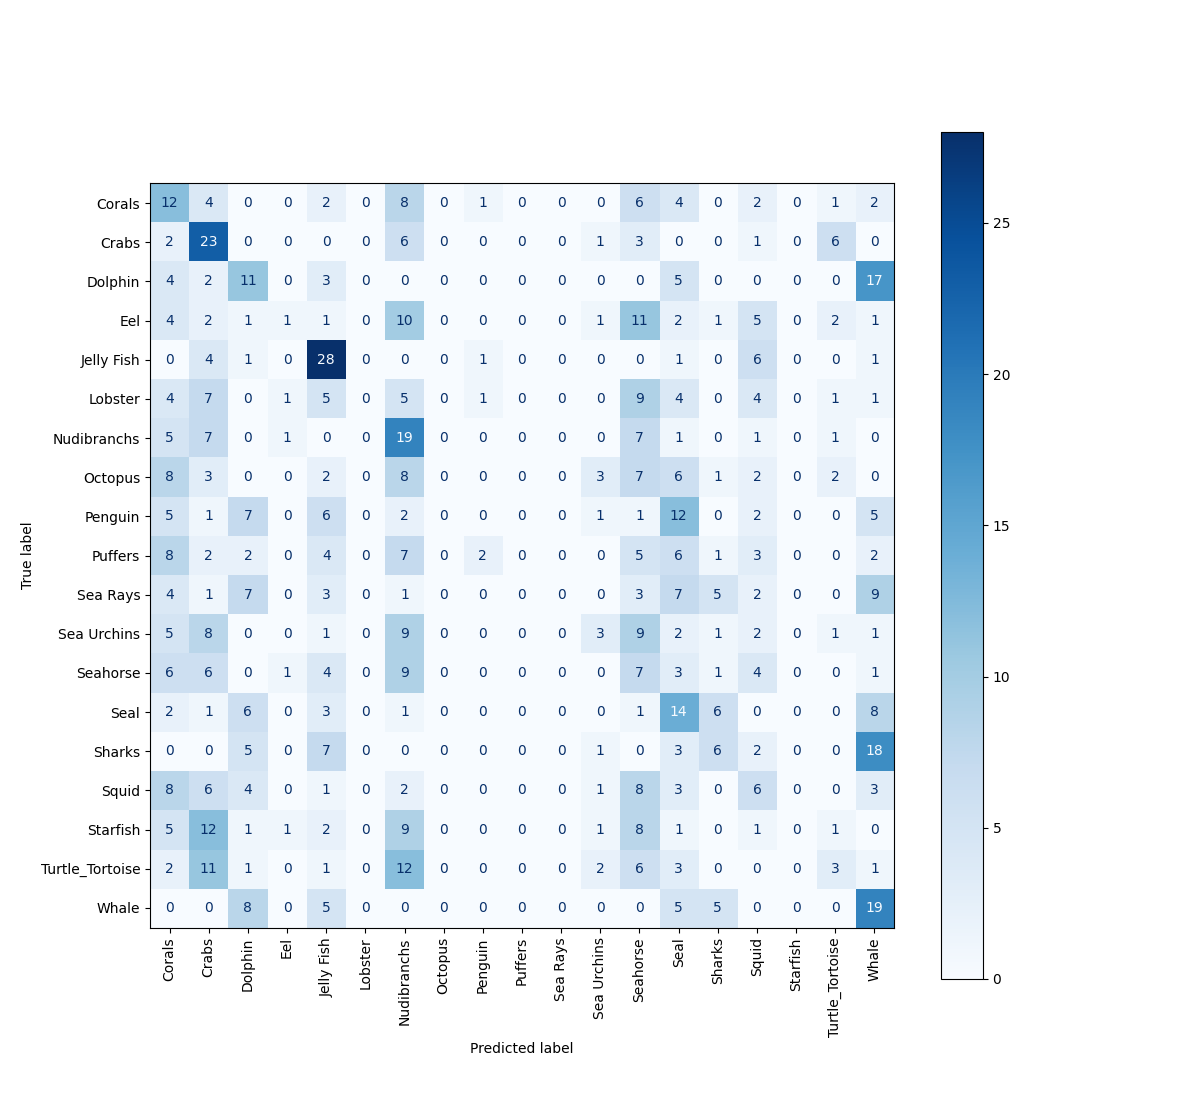 Corals 12 4 0 0 2 0 8 0 1 0 0 0 6 4 0 2 0 1 2
Crabs 2 23 0 0 0 0 6 0 0 0 0 1 3 0 0 1 0 6 0
Dolphin 4 2 11 0 3 0 0 0 0 0 0 0 0 5 0 0 0 0 17
Eel 4 2 1 1 1 0 10 0 0 0 0 1 11 2 1 5 0 2 1
Jelly Fish 0 4 1 0 28 0 0 0 1 0 0 0 0 1 0 6 0 0 1
Lobster 4 7 0 1 5 0 5 0 1 0 0 0 9 4 0 4 0 1 1
Nudibranchs 5 7 0 1 0 0 19 0 0 0 0 0 7 1 0 1 0 1 0
Octopus 8 3 0 0 2 0 8 0 0 0 0 3 7 6 1 2 0 2 0
Penguin 5 1 7 0 6 0 2 0 0 0 0 1 1 12 0 2 0 0 5
Puffers 8 2 2 0 4 0 7 0 2 0 0 0 5 6 1 3 0 0 2
Sea Rays 4 1 7 0 3 0 1 0 0 0 0 0 3 7 5 2 0 0 9
Sea Urchins 5 8 0 0 1 0 9 0 0 0 0 3 9 2 1 2 0 1 1
Seahorse 6 6 0 1 4 0 9 0 0 0 0 0 7 3 1 4 0 0 1
Seal 2 1 6 0 3 0 1 0 0 0 0 0 1 14 6 0 0 0 8
Sharks 0 0 5 0 7 0 0 0 0 0 0 1 0 3 6 2 0 0 18
Squid 8 6 4 0 1 0 2 0 0 0 0 1 8 3 0 6 0 0 3
Starfish 5 12 1 1 2 0 9 0 0 0 0 1 8 1 0 1 0 1 0
Turtle_Tortoise 2 11 1 0 1 0 12 0 0 0 0 2 6 3 0 0 0 3 1
Whale 0 0 8 0 5 0 0 0 0 0 0 0 0 5 5 0 0 0 19
True label
Corals
Crabs
Dolphin
Eel
Jelly Fish
Lobster
Nudibranchs
Octopus
Penguin
Puffers
Sea Rays
Sea Urchins
Seahorse
Seal
Sharks
Squid
Starfish
Turtle_Tortoise
Whale
Predicted label
25
20
15
10
5
0